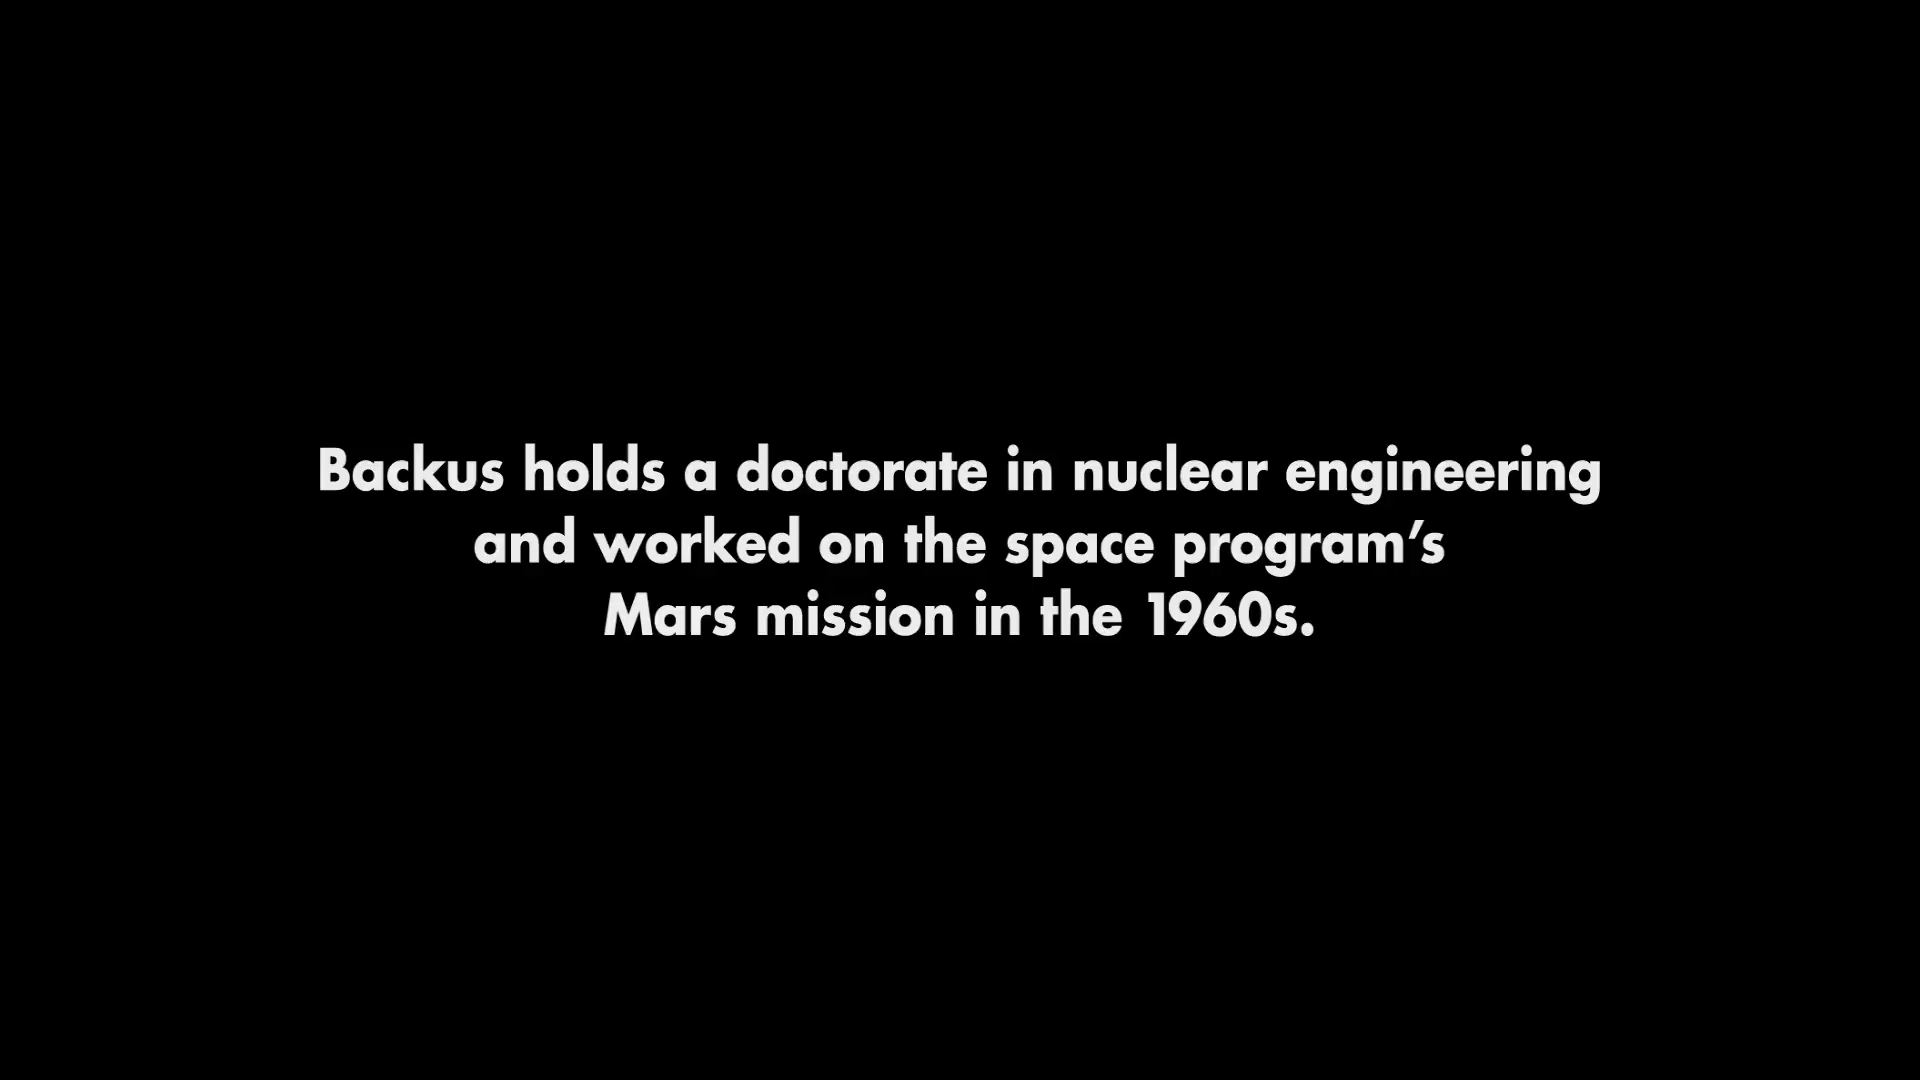 Backus holds a doctorate in nuclear engineering
and worked on the space program’s
Mars mission in the 1960s.